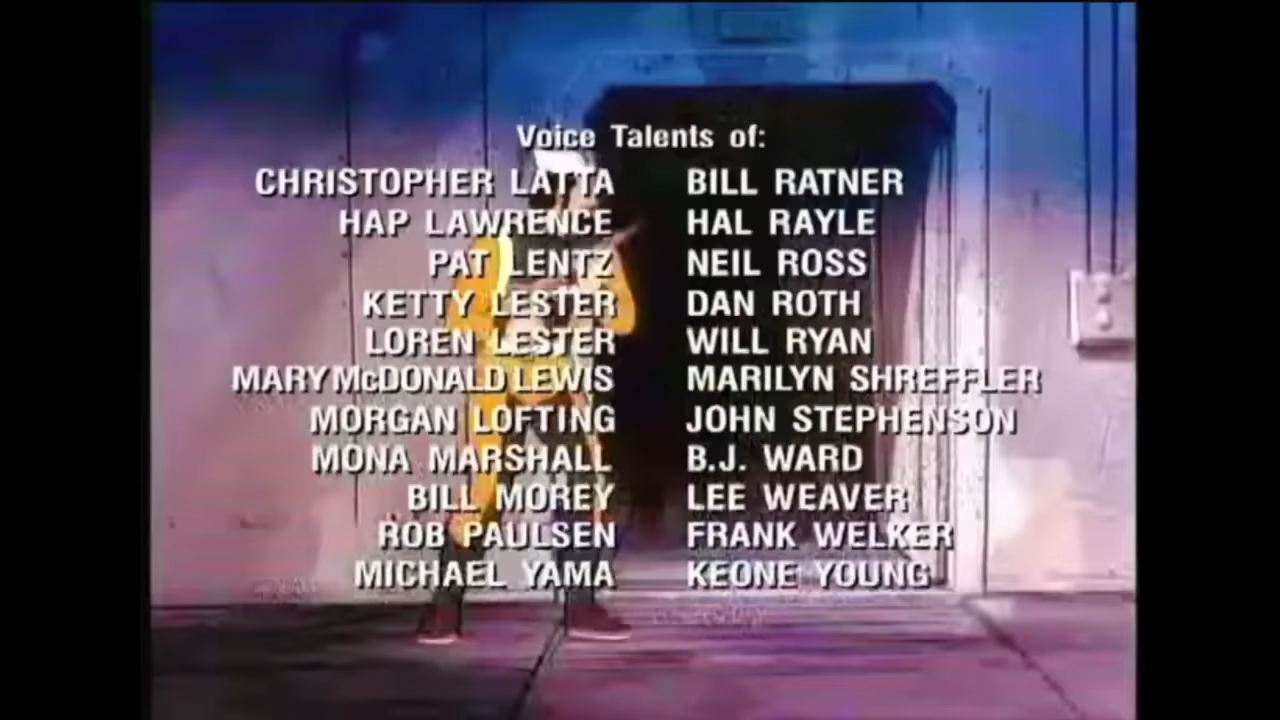 Voice Talents of:
CHRISTOPHER LATTA BILL RATNER
HAP LAWRENCE HAL RAYLE
PAT LENTZ NEIL ROSS
KETTY LESTER DAN ROTH
LOREN LESTER WILL RYAN
MARY McDONALD LEWIS MARILYN SHREFFLER
MORGAN LOFTING JOHN STEPHENSON
MONA MARSHALL B.J. WARD
BILL MOREY LEE WEAVER
ROB PAULSEN FRANK WELKER
MICHAEL YAMA KEONE YOUNG